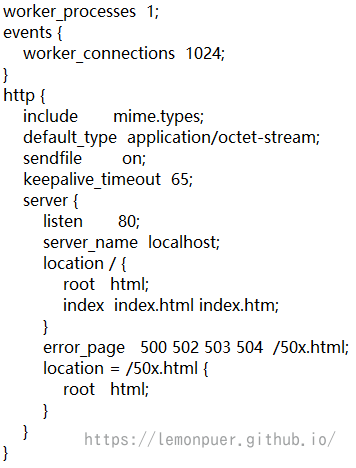 worker_processes  1;
events {
    worker_connections  1024;
}
http {
    include       mime.types;
    default_type  application/octet-stream;
    sendfile        on;
    keepalive_timeout  65;
    server {
        listen       80;
        server_name  localhost;
        location / {
            root   html;
            index  index.html index.htm;
        }
        error_page   500 502 503 504  /50x.html;
        location = /50x.html {
            root   html;
        }
    }
https://lemonpuer.github.io/
}